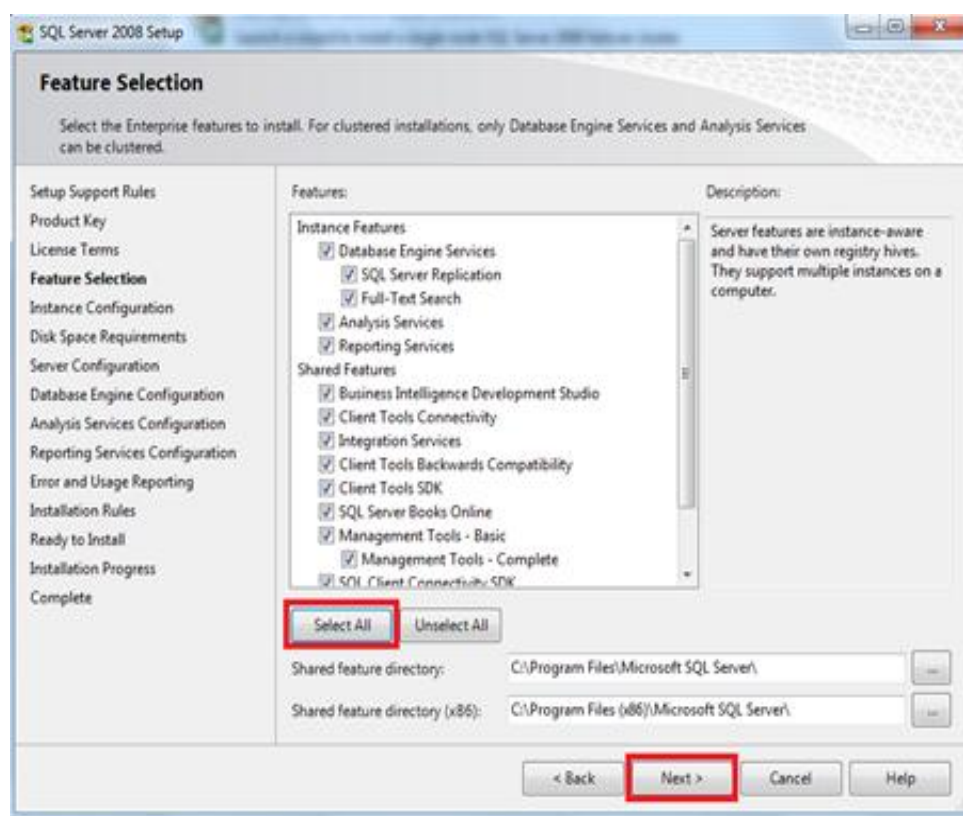 SQL Server 2008 Setup
Feature Selection
Select the Enterprise features to install. For clustered installations, only Database Engine Services and Analysis Services
can be clustered.
Setup Support Rules
Product Key
License Terms
Feature Selection
Instance Configuration
Disk Space Requirements
Server Configuration
Database Engine Configuration
Analysis Services Configuration
Reporting Services Configuration
Error and Usage Reporting
Installation Rules
Ready to Install
Installation Progress
Complete
Features:
Instance Features
Database Engine Services
SQL Server Replication
Full-Text Search
Analysis Services
Reporting Services
Shared Features
Business Intelligence Development Studio
Client Tools Connectivity
Integration Services
Client Tools Backwards Compatibility
Client Tools SDK
SQL Server Books Online
Management Tools - Basic
Management Tools - Complete
SQL Client Connectivity SDK
Description:
Server features are instance-aware
and have their own registry hives.
They support multiple instances on a
computer.
Select All
Unselect All
Shared feature directory:
C:\Program Files\Microsoft SQL Server\
...
Shared feature directory (x86):
C:\Program Files (x86)\Microsoft SQL Server\
...
< Back
Next >
Cancel
Help